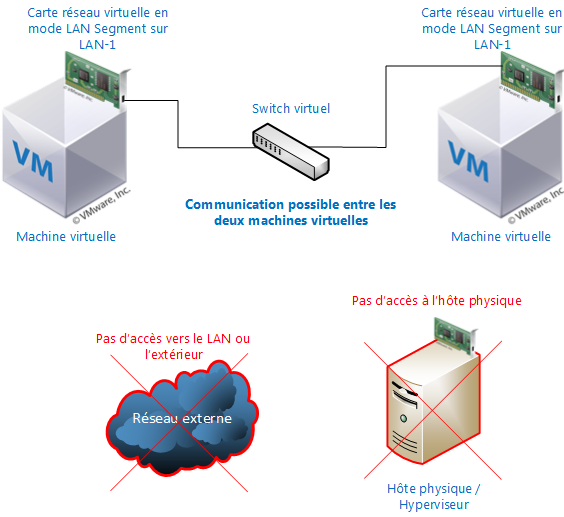 Carte réseau virtuelle en
mode LAN Segment sur
LAN-1
Carte réseau virtuelle en
mode LAN Segment sur
LAN-1
Switch virtuel
VM
© VMware, Inc.
VM
© VMware, Inc.
Communication possible entre les
deux machines virtuelles
Machine virtuelle
Machine virtuelle
Pas d'accès à l'hôte physique
Pas d'accès vers le LAN ou
l'extérieur
Réseau externe
Hôte physique /
Hyperviseur